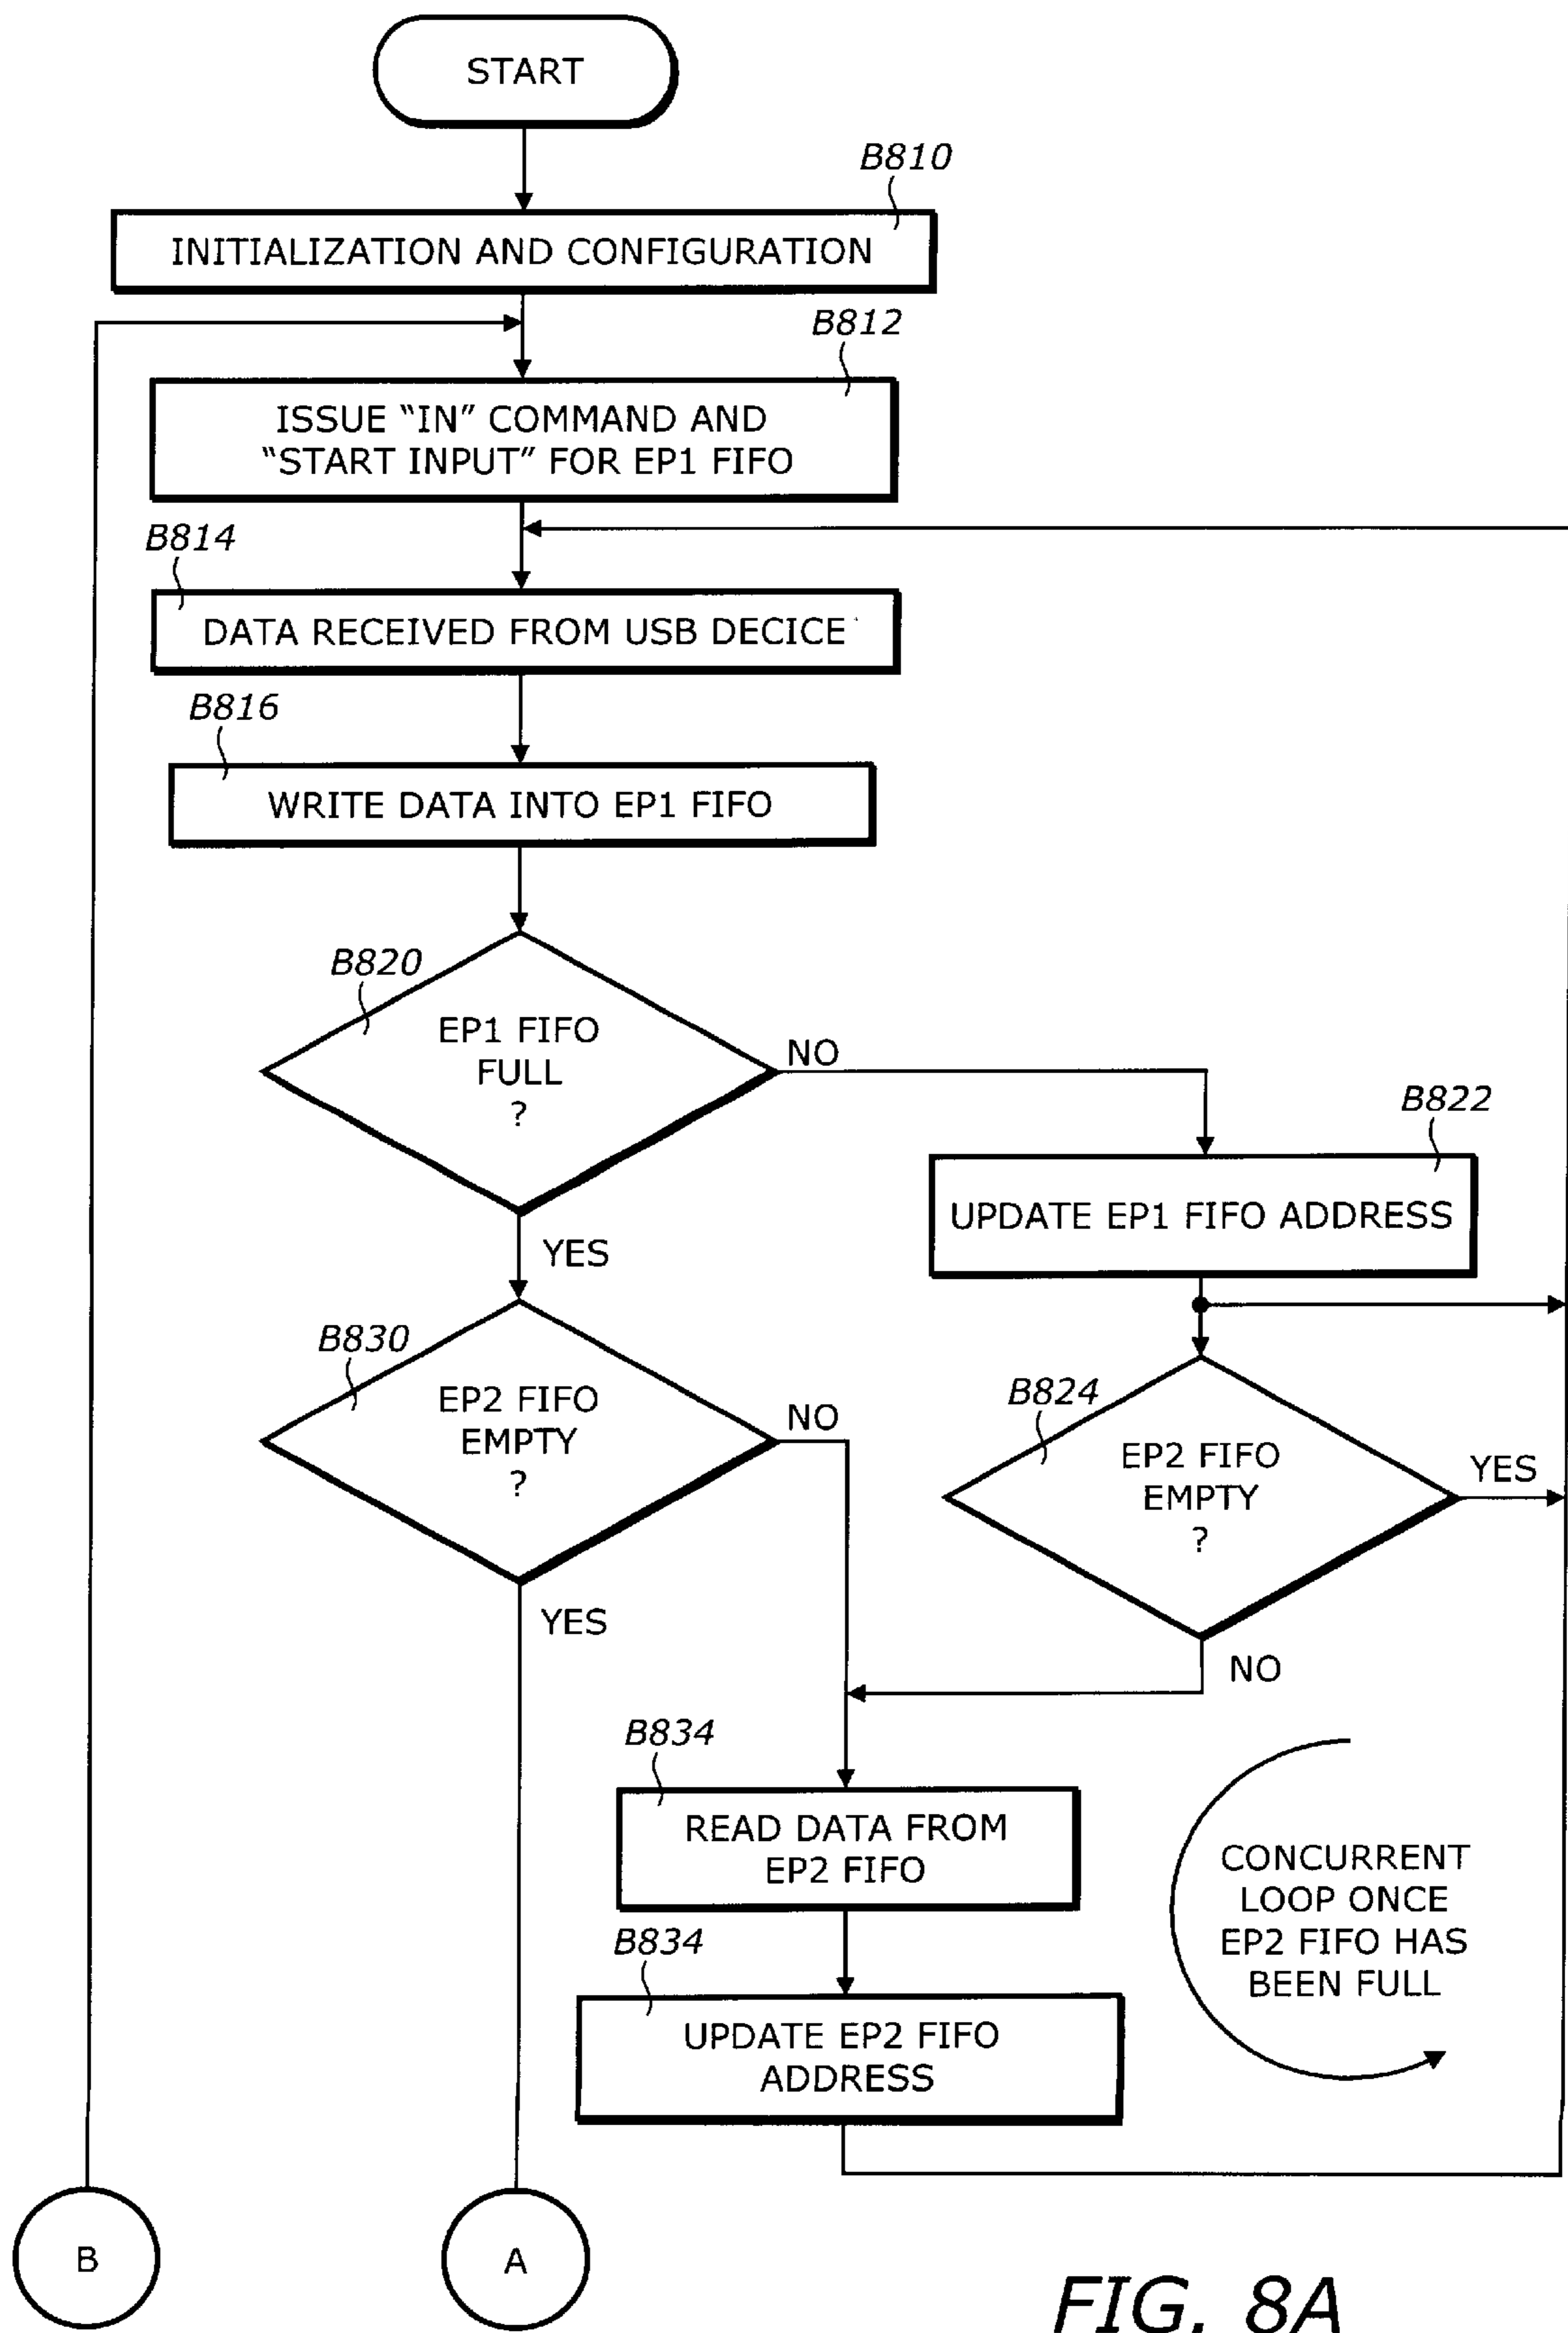 START
B810
INITIALIZATION AND CONFIGURATION
B812
ISSUE “IN” COMMAND AND
“START INPUT” FOR EP1 FIFO
B814
DATA RECEIVED FROM USB DECICE
B816
WRITE DATA INTO EP1 FIFO
B820
EP1 FIFO
FULL
?
NO
YES
B822
UPDATE EP1 FIFO ADDRESS
B830
EP2 FIFO
EMPTY
?
NO
YES
B824
EP2 FIFO
EMPTY
?
YES
NO
B834
READ DATA FROM
EP2 FIFO
B834
UPDATE EP2 FIFO
ADDRESS
CONCURRENT
LOOP ONCE
EP2 FIFO HAS
BEEN FULL
B
A
FIG. 8A